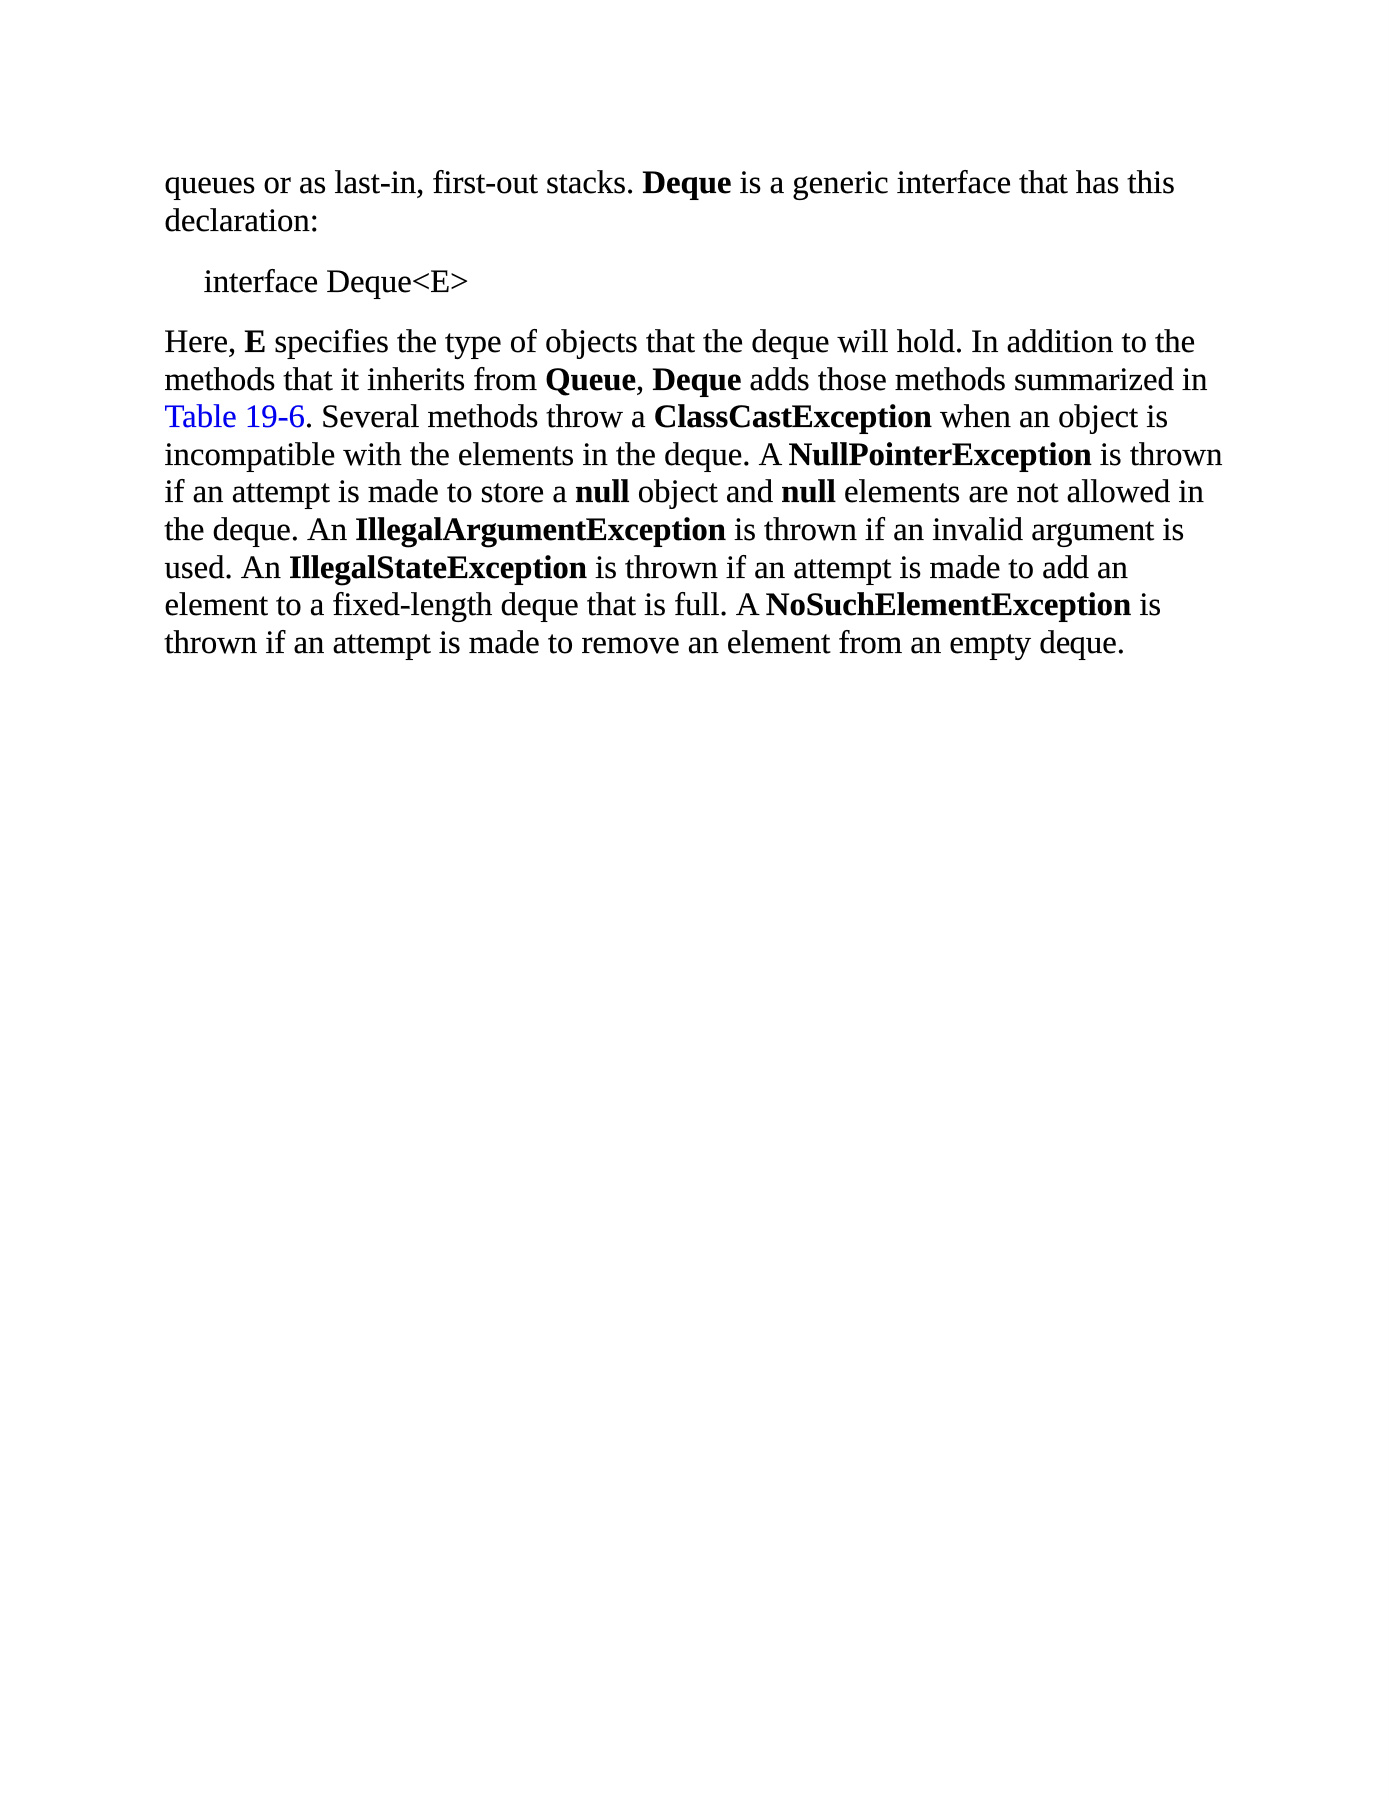 queues or as last-in, first-out stacks. Deque is a generic interface that has this
declaration:
interface Deque<E>
Here, E specifies the type of objects that the deque will hold. In addition to the
methods that it inherits from Queue, Deque adds those methods summarized in
Table 19-6. Several methods throw a ClassCastException when an object is
incompatible with the elements in the deque. A NullPointerException is thrown
if an attempt is made to store a null object and null elements are not allowed in
the deque. An IllegalArgumentException is thrown if an invalid argument is
used. An IllegalStateException is thrown if an attempt is made to add an
element to a fixed-length deque that is full. A NoSuchElementException is
thrown if an attempt is made to remove an element from an empty deque.